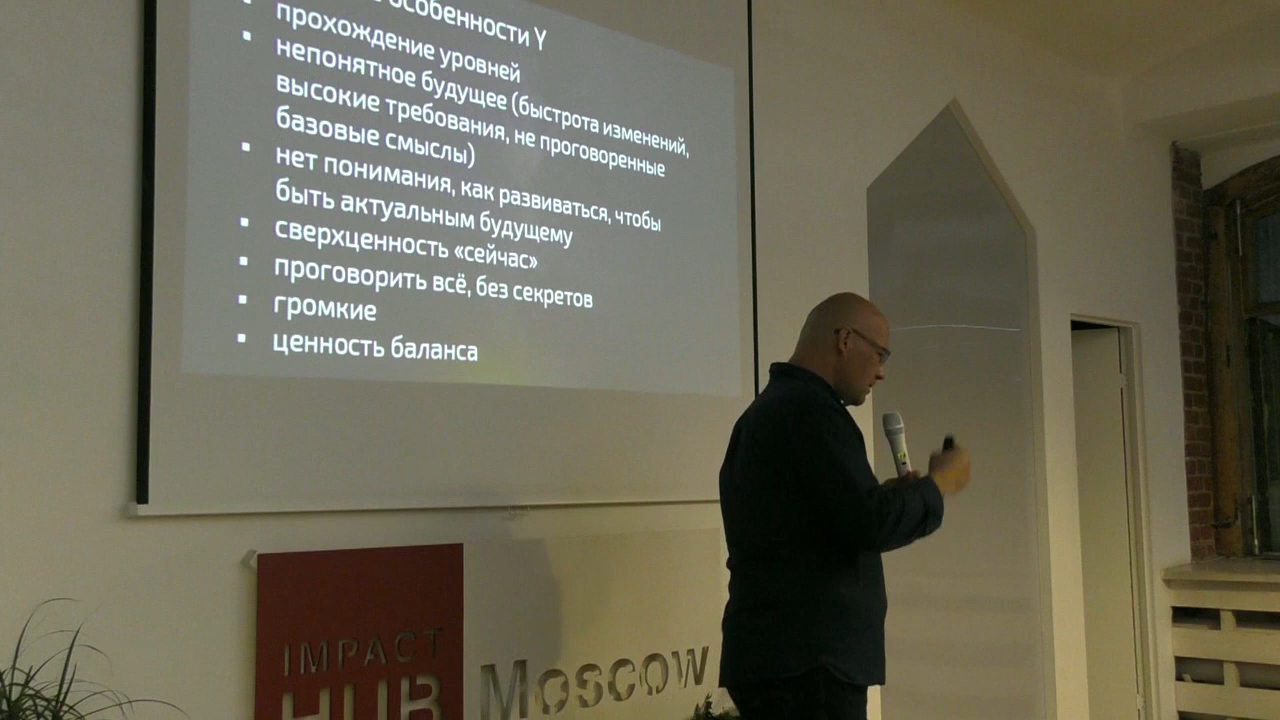 особенности Y
прохождение уровней
непонятное будущее (быстрота изменений,
высокие требования, не проговоренные
базовые смыслы)
нет понимания, как развиваться, чтобы
быть актуальным будущему
сверхценность «сейчас»
проговорить всё, без секретов
громкие
ценность баланса
IMPACT
HUB
Moscow